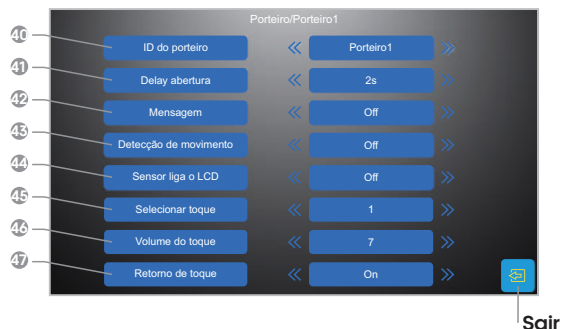 Porteiro/Porteiro1
40 ID do porteiro Porteiro1
41 Delay abertura 2s
42 Mensagem Off
43 Detecção de movimento Off
44 Sensor liga o LCD Off
45 Selecionar toque 1
46 Volume do toque 7
47 Retorno de toque On
Sair